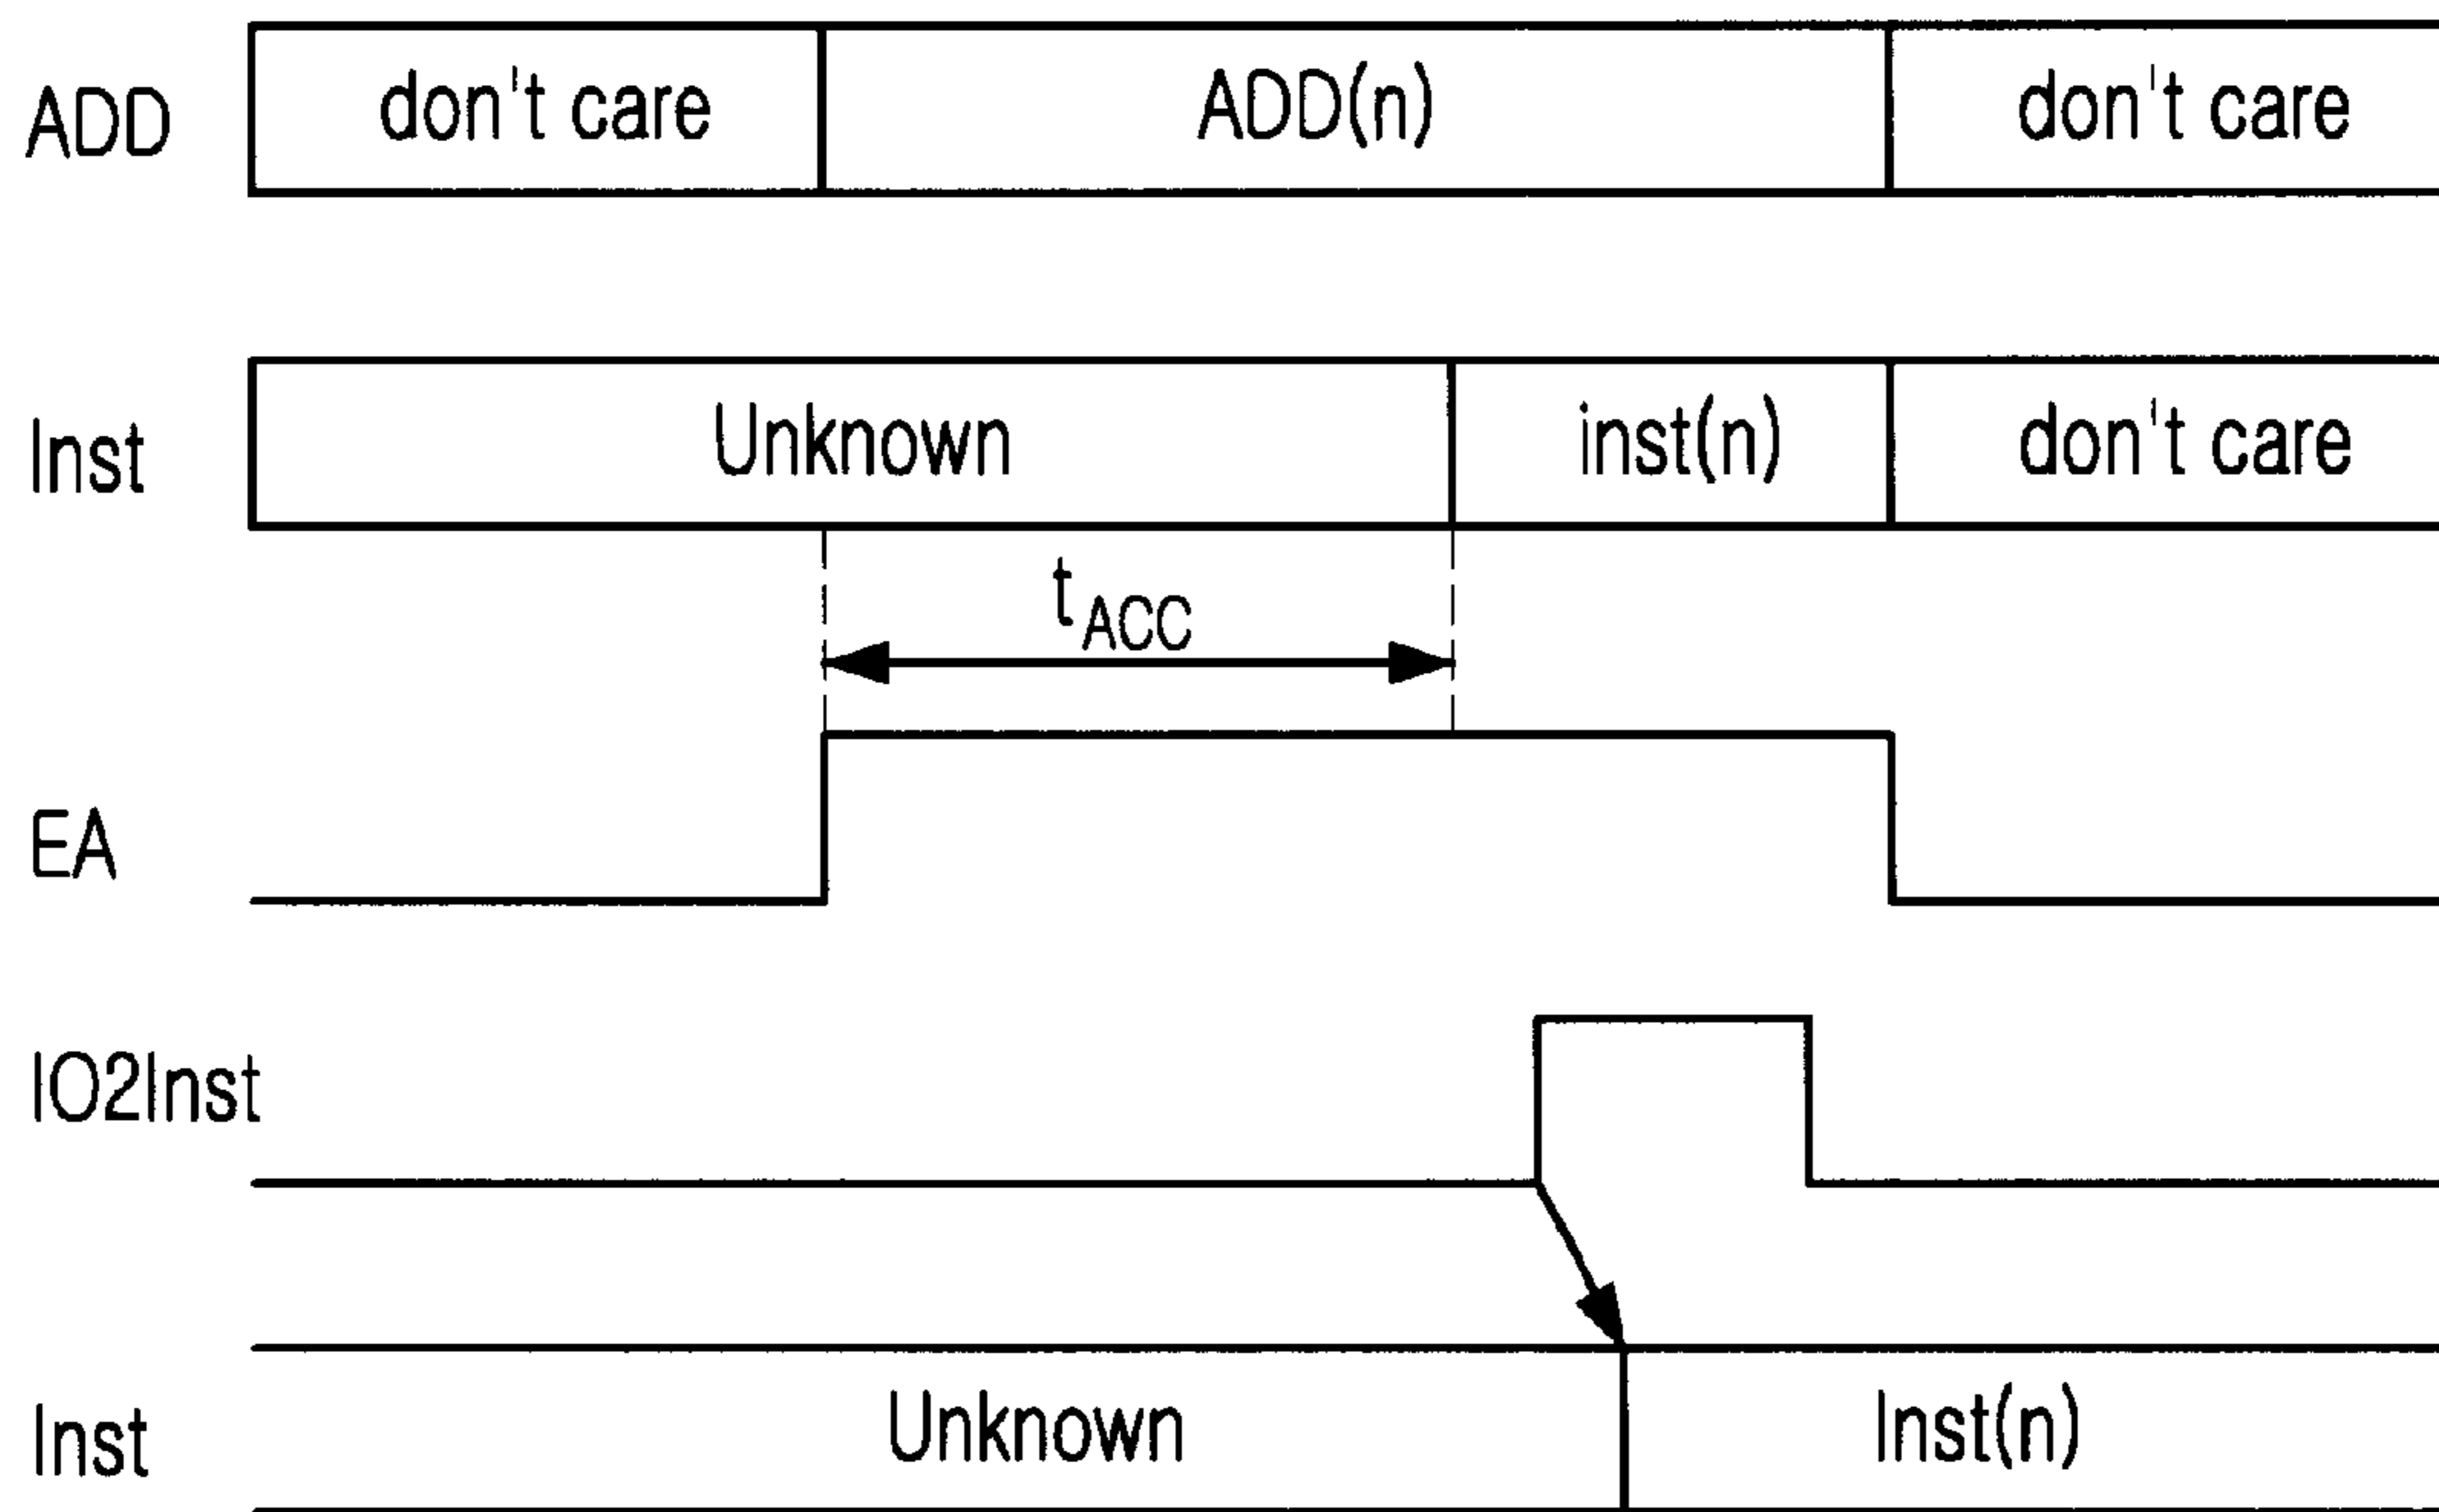 ADD don't care ADD(n) don't care
Inst Unknown inst(n) don't care
tACC
EA
IO2Inst
Inst Unknown Inst(n)